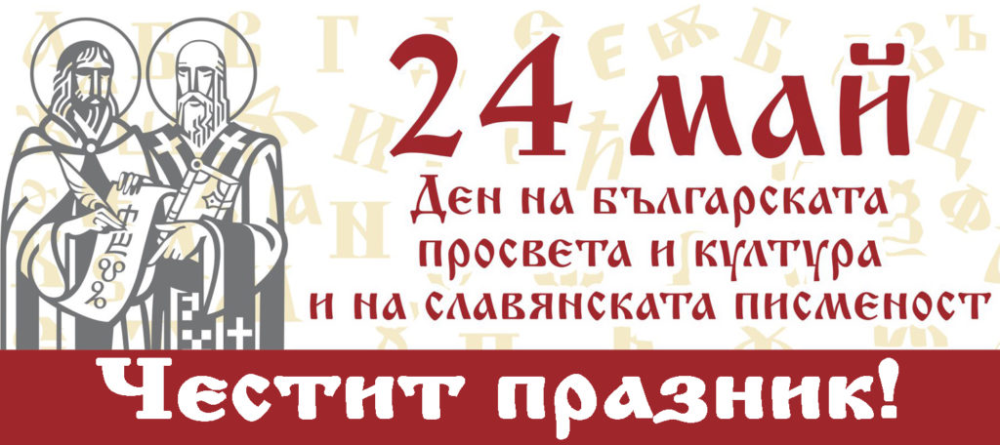 24 май
Ден на българската
просвета и култура
и на славянската писменост
Честит празник!